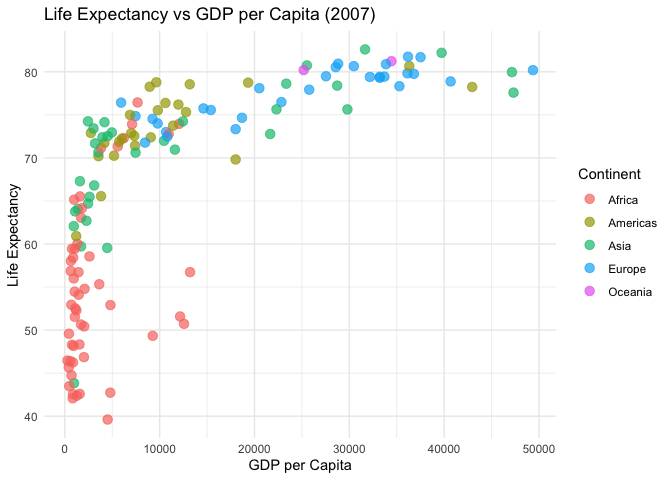 Life Expectancy vs GDP per Capita (2007)
80
70
60
50
40
Life Expectancy
0 10000 20000 30000 40000 50000
GDP per Capita
Continent
Africa
Americas
Asia
Europe
Oceania